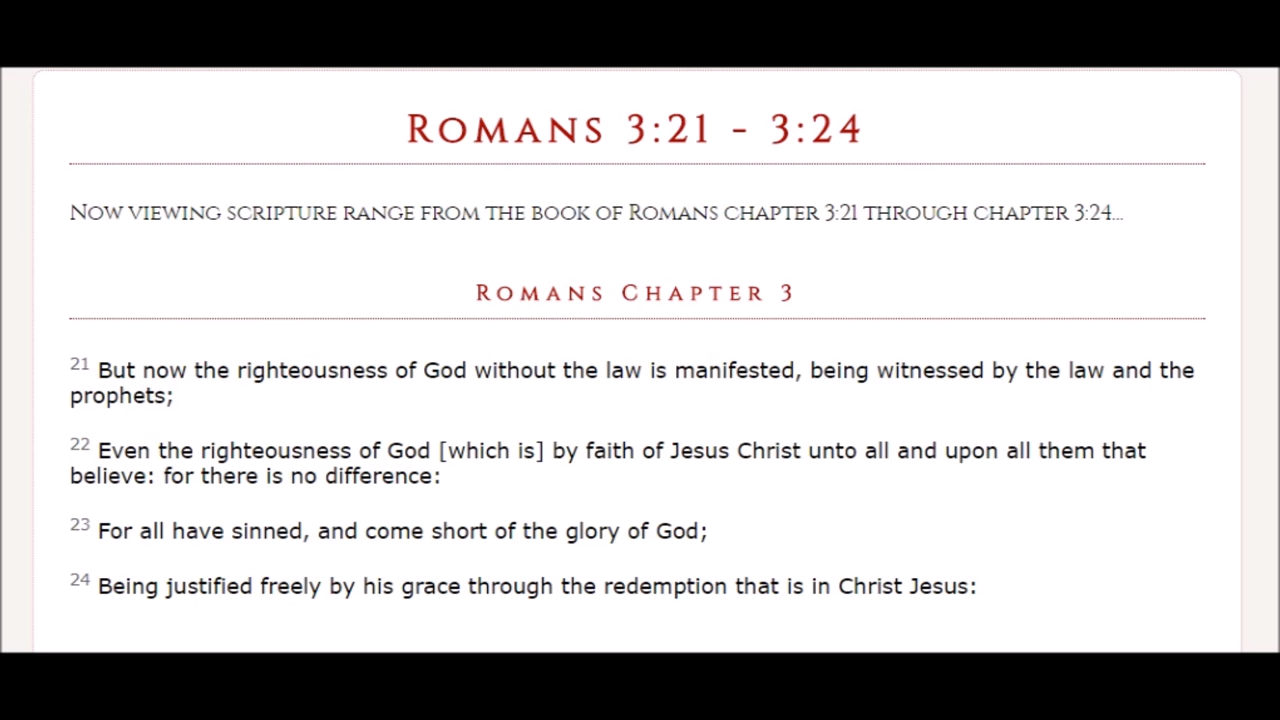 Romans 3:21 - 3:24
Now viewing scripture range from the book of Romans chapter 3:21 through chapter 3:24...
Romans Chapter 3
21 But now the righteousness of God without the law is manifested, being witnessed by the law and the
prophets;
22 Even the righteousness of God [which is] by faith of Jesus Christ unto all and upon all them that
believe: for there is no difference:
23 For all have sinned, and come short of the glory of God;
24 Being justified freely by his grace through the redemption that is in Christ Jesus: